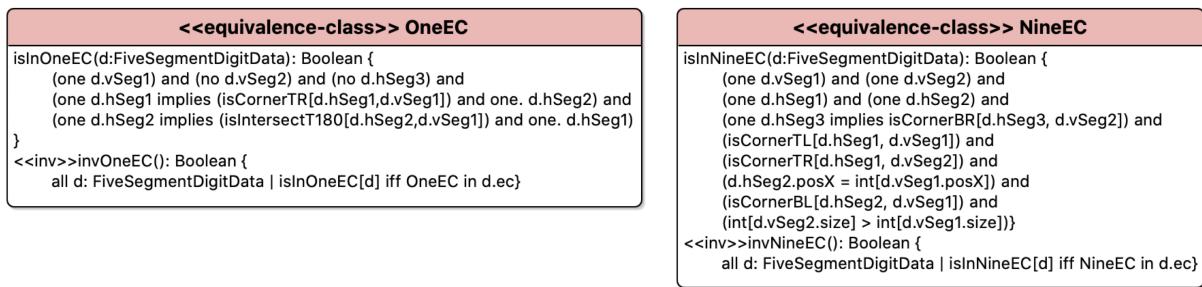 <<equivalence-class>> OneEC
isInOneEC(d:FiveSegmentDigitData): Boolean {
(one d.vSeg1) and (no d.vSeg2) and (no d.hSeg3) and
(one d.hSeg1 implies (isCornerTR[d.hSeg1,d.vSeg1]) and one. d.hSeg2) and
(one d.hSeg2 implies (isIntersectT180[d.hSeg2,d.vSeg1]) and one. d.hSeg1)
}
<<inv>>invOneEC(): Boolean {
all d: FiveSegmentDigitData | isInOneEC[d] iff OneEC in d.ec}
<<equivalence-class>> NineEC
isInNineEC(d:FiveSegmentDigitData): Boolean {
(one d.vSeg1) and (one d.vSeg2) and
(one d.hSeg1) and (one d.hSeg2) and
(one d.hSeg3 implies isCornerBR[d.hSeg3, d.vSeg2]) and
(isCornerTL[d.hSeg1, d.vSeg1]) and
(isCornerTR[d.hSeg1, d.vSeg2]) and
(d.hSeg2.posX = int[d.vSeg1.posX]) and
(isCornerBL[d.hSeg2, d.vSeg1]) and
(int[d.vSeg2.size] > int[d.vSeg1.size])}
<<inv>>invNineEC(): Boolean {
all d: FiveSegmentDigitData | isInNineEC[d] iff NineEC in d.ec}